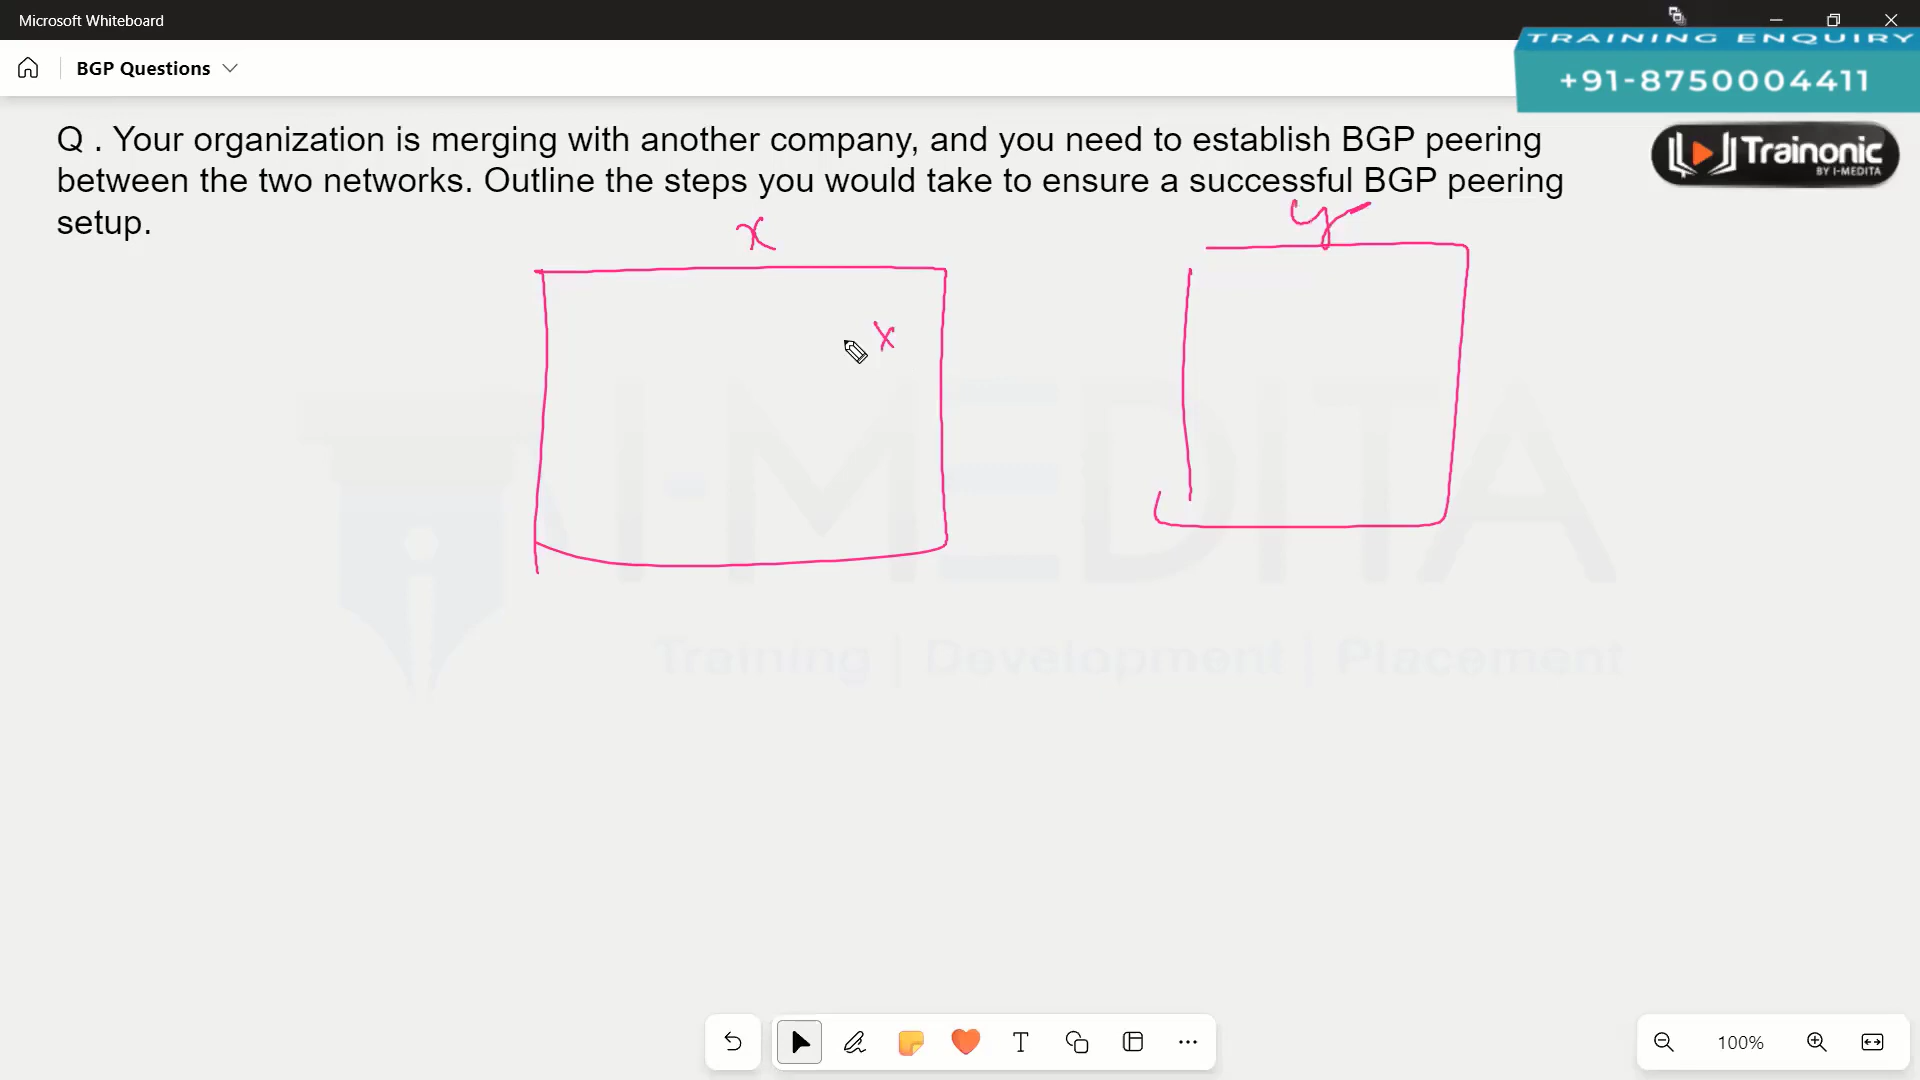 Microsoft Whiteboard
TRAINING ENQUIRY
BGP Questions
+91-8750004411
Q . Your organization is merging with another company, and you need to establish BGP peering
between the two networks. Outline the steps you would take to ensure a successful BGP peering
setup.
Trainonic
BY I-MEDITA
x
y
x
I-MEDITA
Training | Development | Placement
T
100%